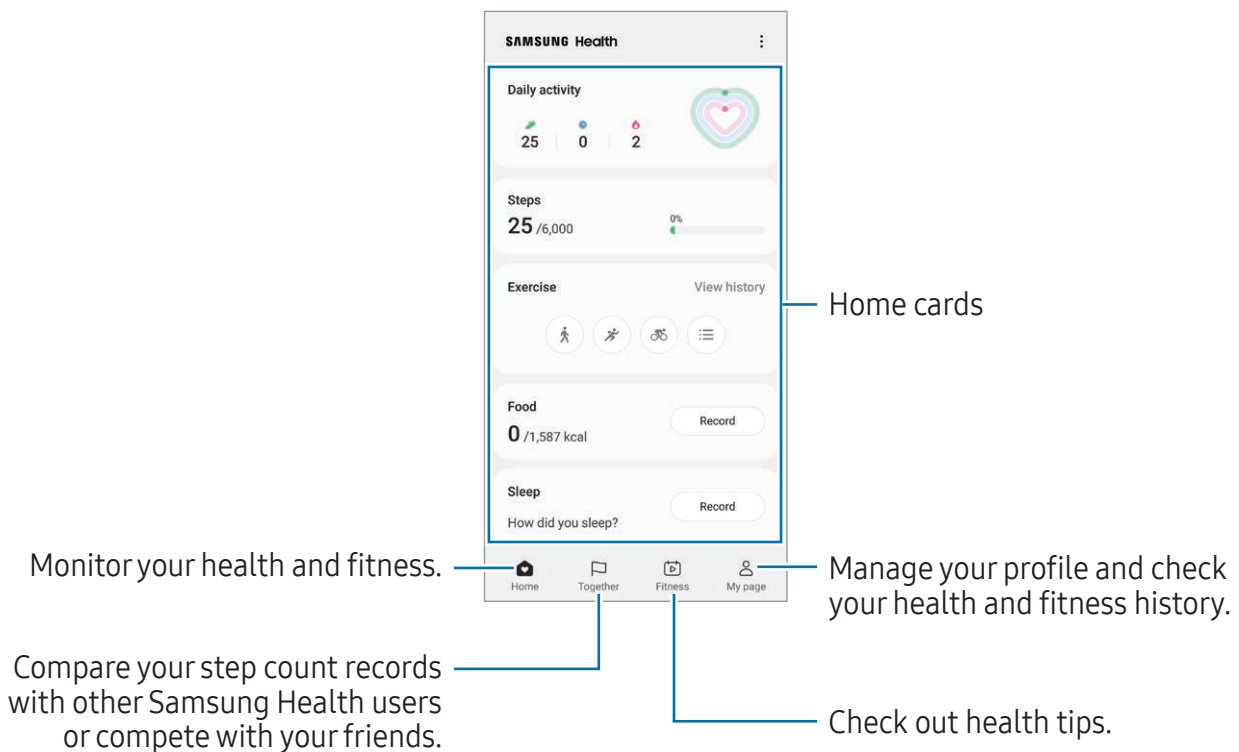 SAMSUNG Health
Daily activity
25 0 2
Steps
25 /6,000
0%
Exercise
View history
Home cards
Food
0 /1,587 kcal
Record
Sleep
How did you sleep?
Record
Home
Together
Fitness
My page
Monitor your health and fitness.
Manage your profile and check
your health and fitness history.
Compare your step count records
with other Samsung Health users
or compete with your friends.
Check out health tips.